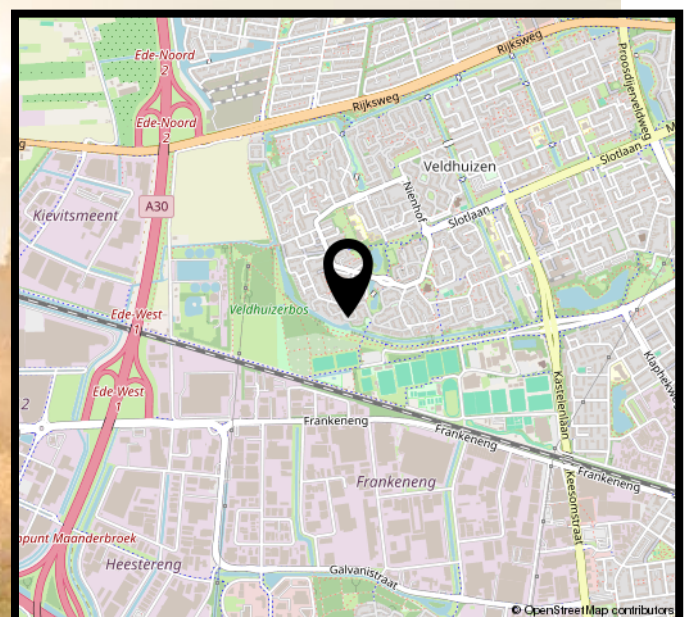 Ede-Noord
2
Rijksweg
Proosdijerveldweg
Rijksweg
Ede-Noord
2
Slotlaan
Veldhuizen
Nienhof
Kievitsmeent
A30
Slotlaan
Veldhuizerbos
Ede-West
1
Ede-West
1
Kastelenlaan
2
Frankeneng
Frankeneng
Frankeneng
Frankeneng
Keesomstraat
Maanderbroek
Heestereng
Galvanistraat
© OpenStreetMap contributors